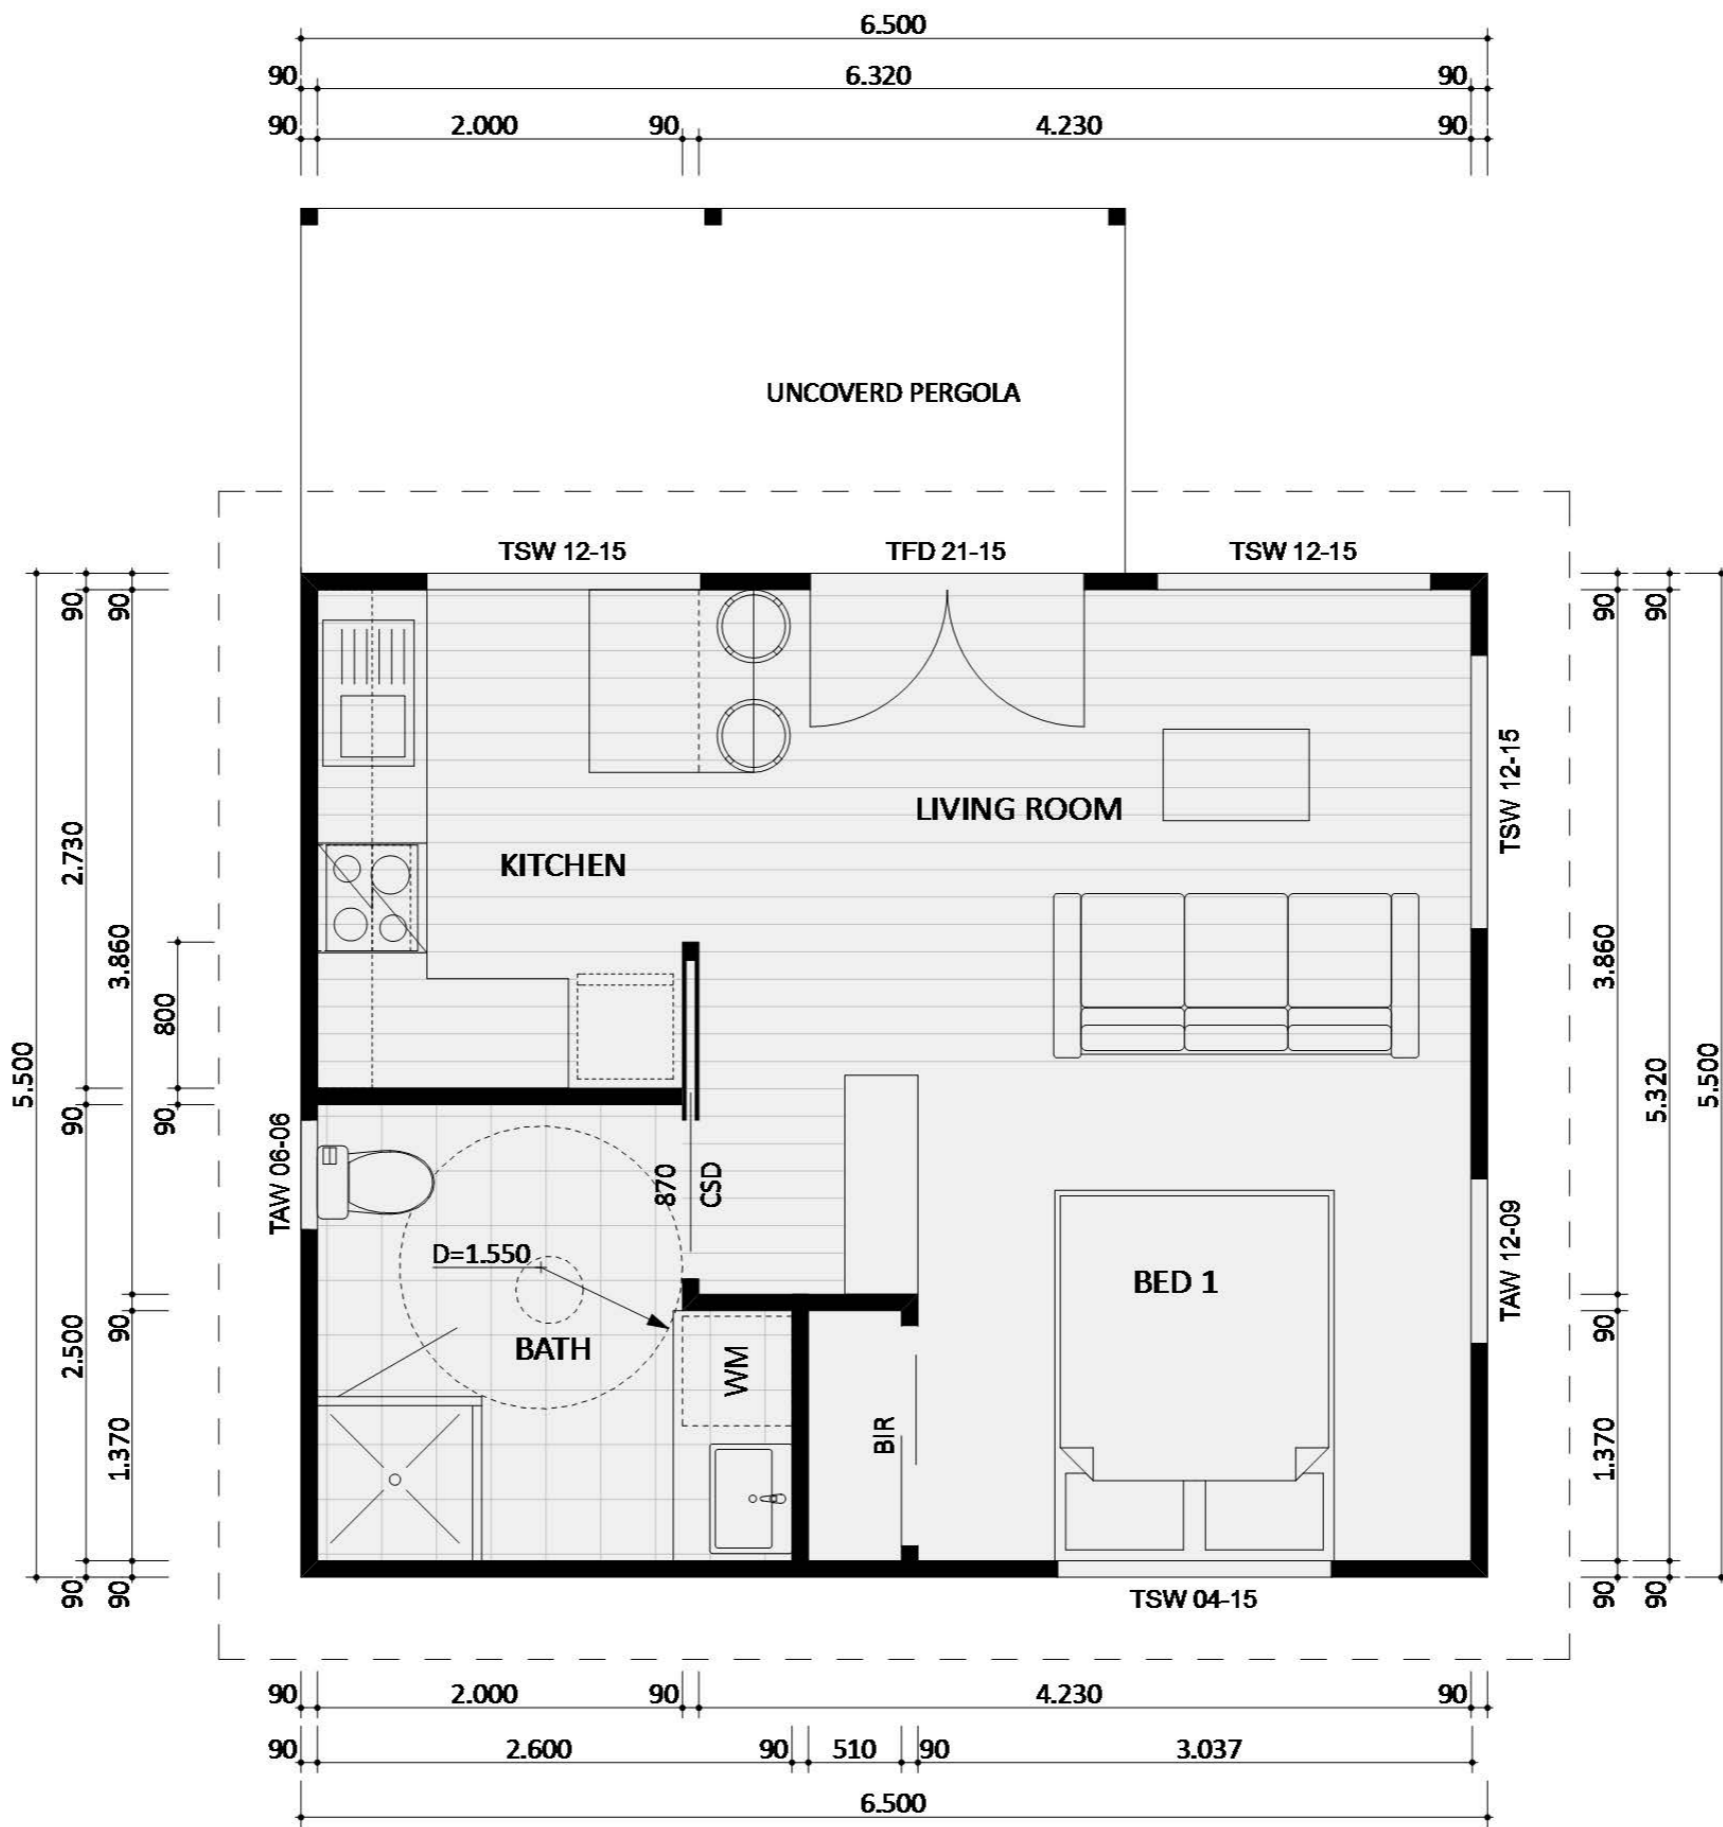 6.500
90 6.320 90
90 2.000 90 4.230 90
UNCOVERD PERGOLA
TSW 12-15 TFD 21-15 TSW 12-15
90 90 90 90
TSW 12-15
LIVING ROOM
2.730
KITCHEN
3.860 3.860
800
5.500 5.320 5.500
90 90
TAW 06-06
870 CSD
D=1.550
BED 1
TAW 12-09
90 90
2.500
BATH
WM
BIR
1.370 1.370
90 90 90 90
TSW 04-15
90 2.000 90 4.230 90
90 2.600 90 510 90 3.037
6.500